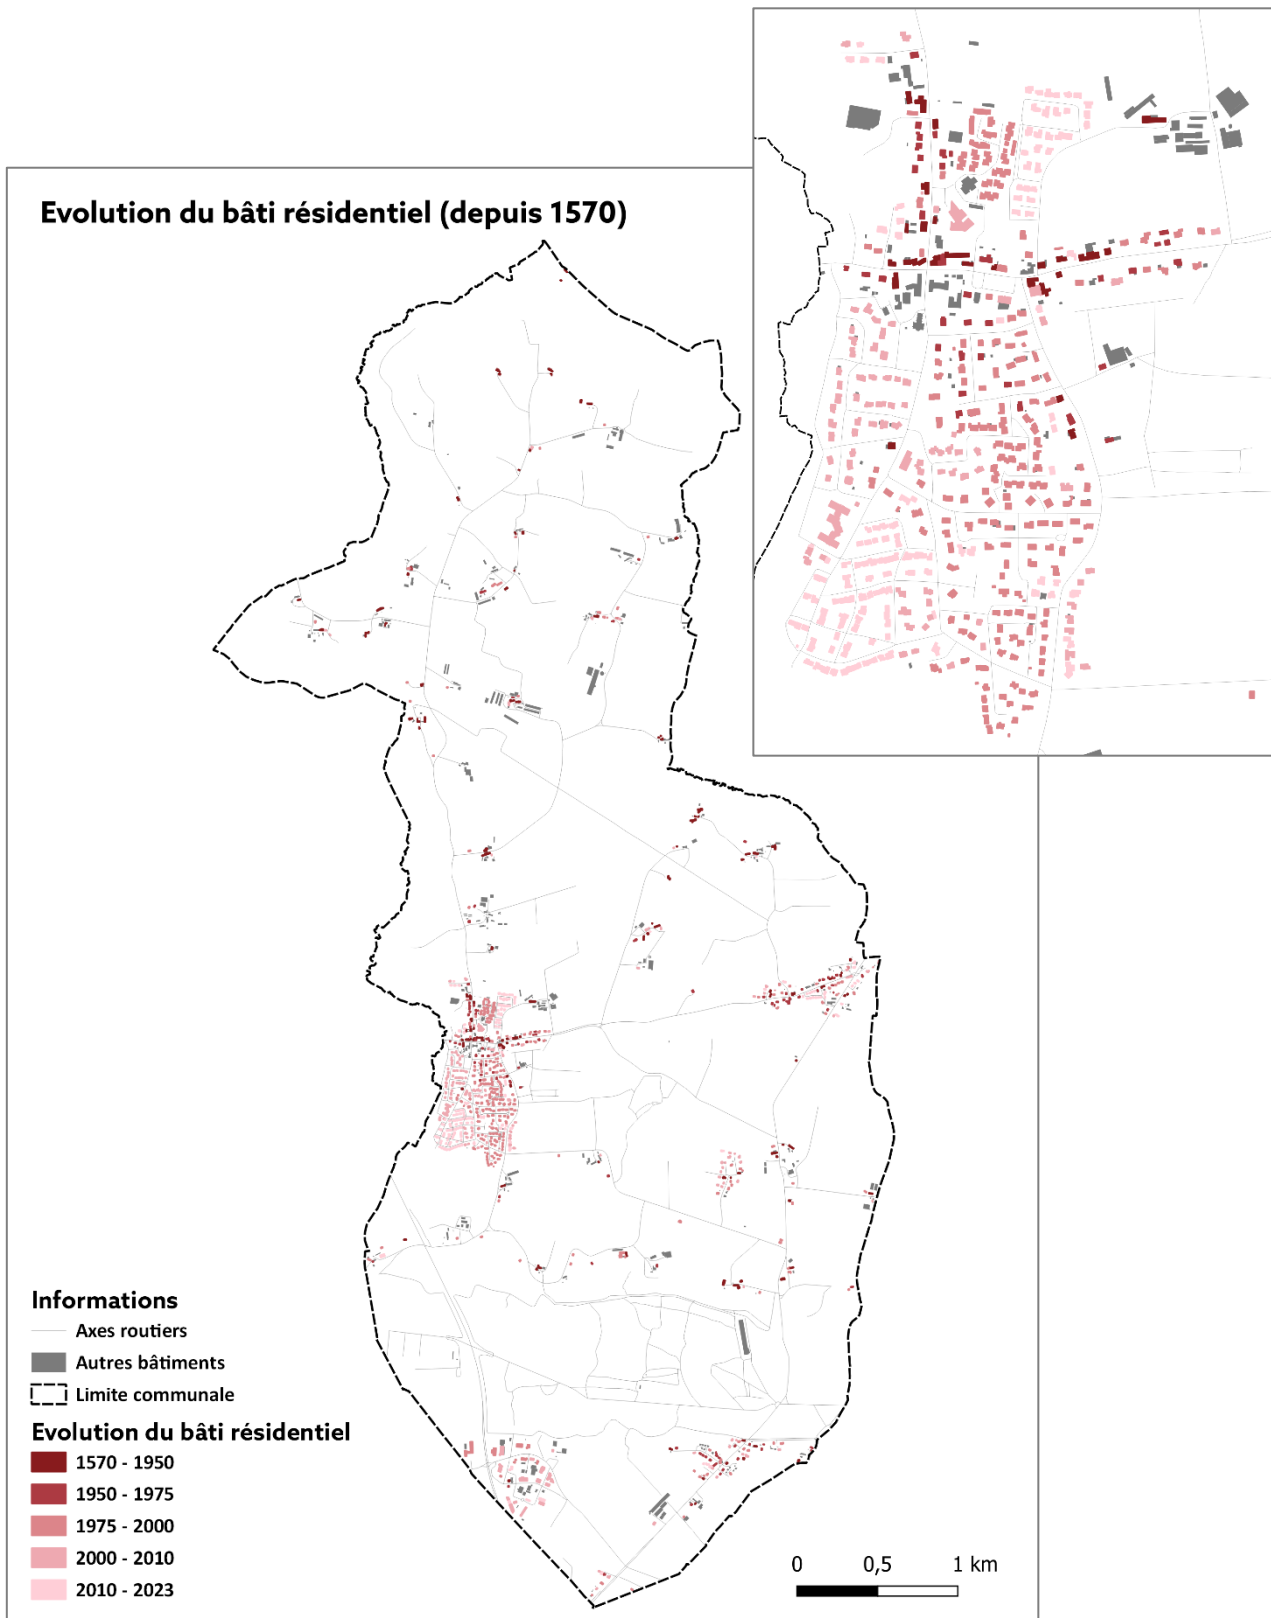 Evolution du bâti résidentiel (depuis 1570)
Informations
Axes routiers
Autres bâtiments
Limite communale
Evolution du bâti résidentiel
1570 - 1950
1950 - 1975
1975 - 2000
2000 - 2010
2010 - 2023
0 0,5 1 km